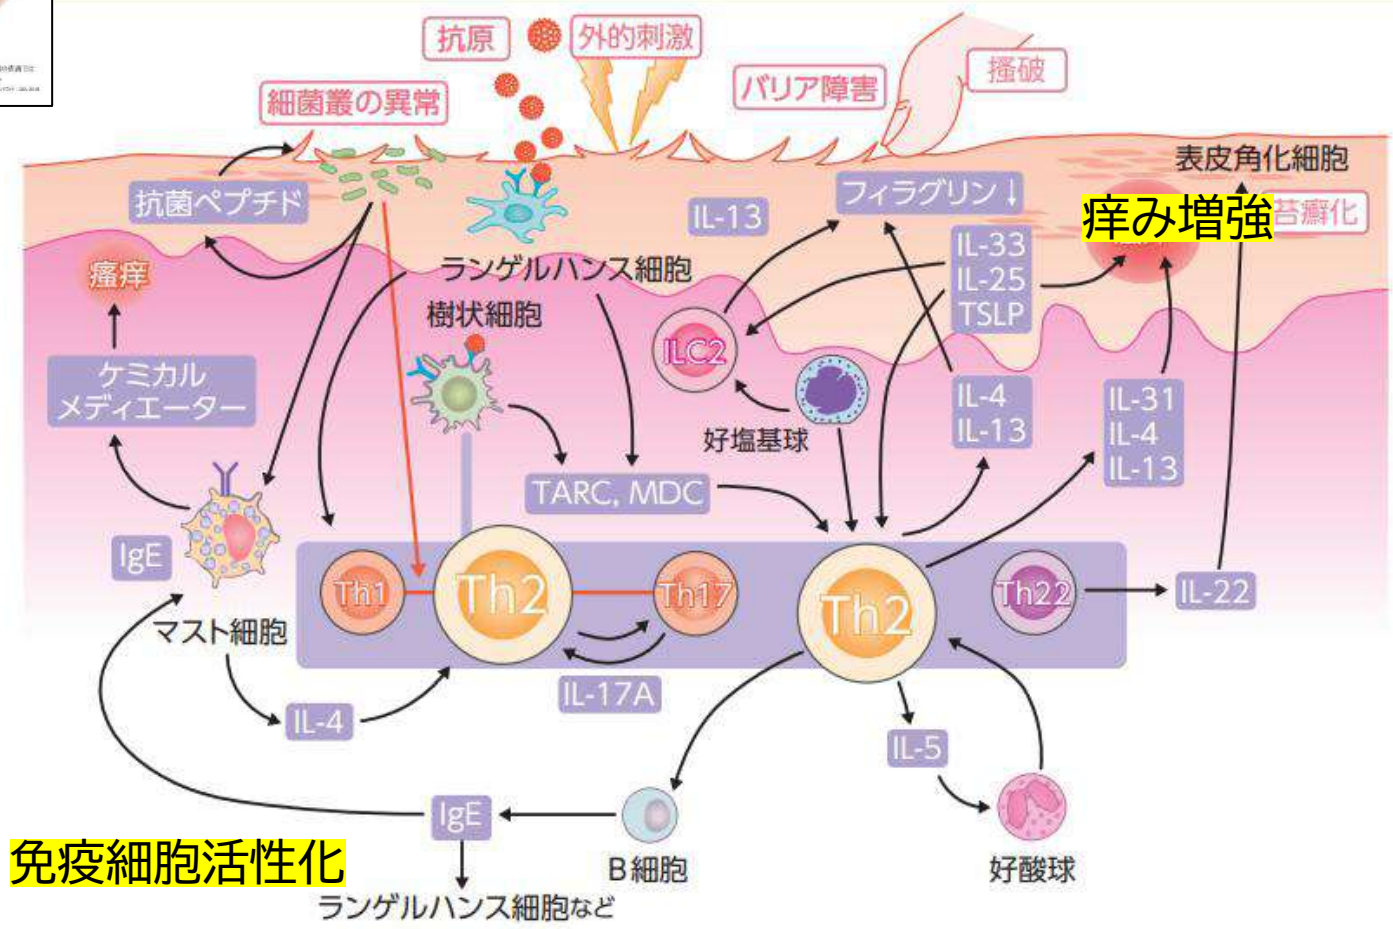 抗原
外的刺激
バリア障害
搔破
細菌叢の異常
表皮角化細胞
抗菌ペプチド
IL-13
フィラグリン↓
痒み増強
苔癬化
IL-33
IL-25
TSLP
瘙痒
ランゲルハンス細胞
樹状細胞
ILC2
ケミカル
メディエーター
好塩基球
IL-4
IL-13
IL-31
IL-4
IL-13
TARC, MDC
IgE
Th1
Th2
Th17
Th2
Th22
IL-22
マスト細胞
IL-4
IL-17A
IL-5
IgE
B細胞
好酸球
免疫細胞活性化
ランゲルハンス細胞など